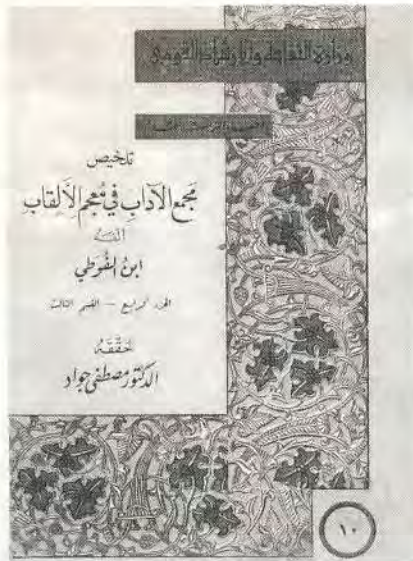 وزارة الثقافة والإرشاد القومي
تلخيص
مجمع الآداب في معجم الألقاب
ألفه
ابن الفوطي
الجزء الرابع - القسم الثالث
حققه
الدكتور مصطفى جواد
١٠